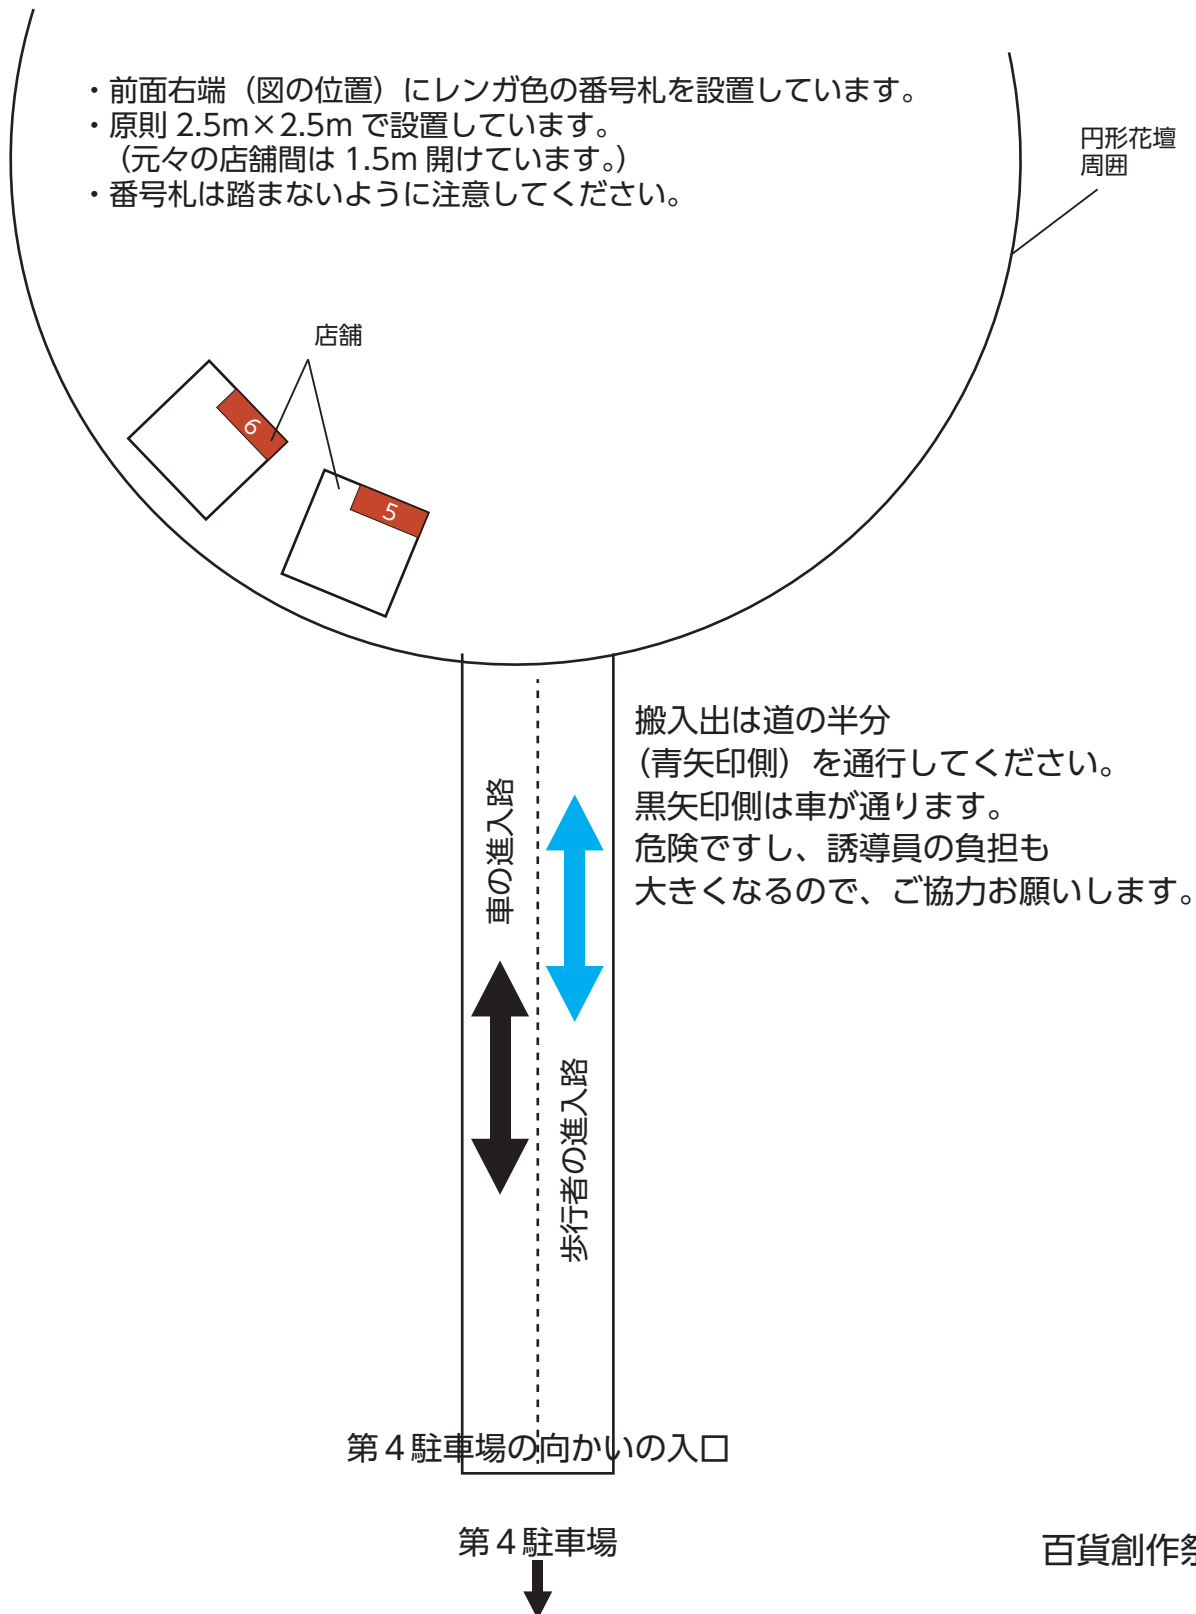 ・前面右端（図の位置）にレンガ色の番号札を設置しています。
・原則 2.5m×2.5m で設置しています。
（元々の店舗間は 1.5m 開けています。）
・番号札は踏まないように注意してください。
円形花壇
周囲
店舗
6
5
搬入出は道の半分
（青矢印側）を通行してください。
黒矢印側は車が通ります。
危険ですし、誘導員の負担も
大きくなるので、ご協力お願いします。
車の進入路
歩行者の進入路
第４駐車場の向かいの入口
第４駐車場
百貨創作祭